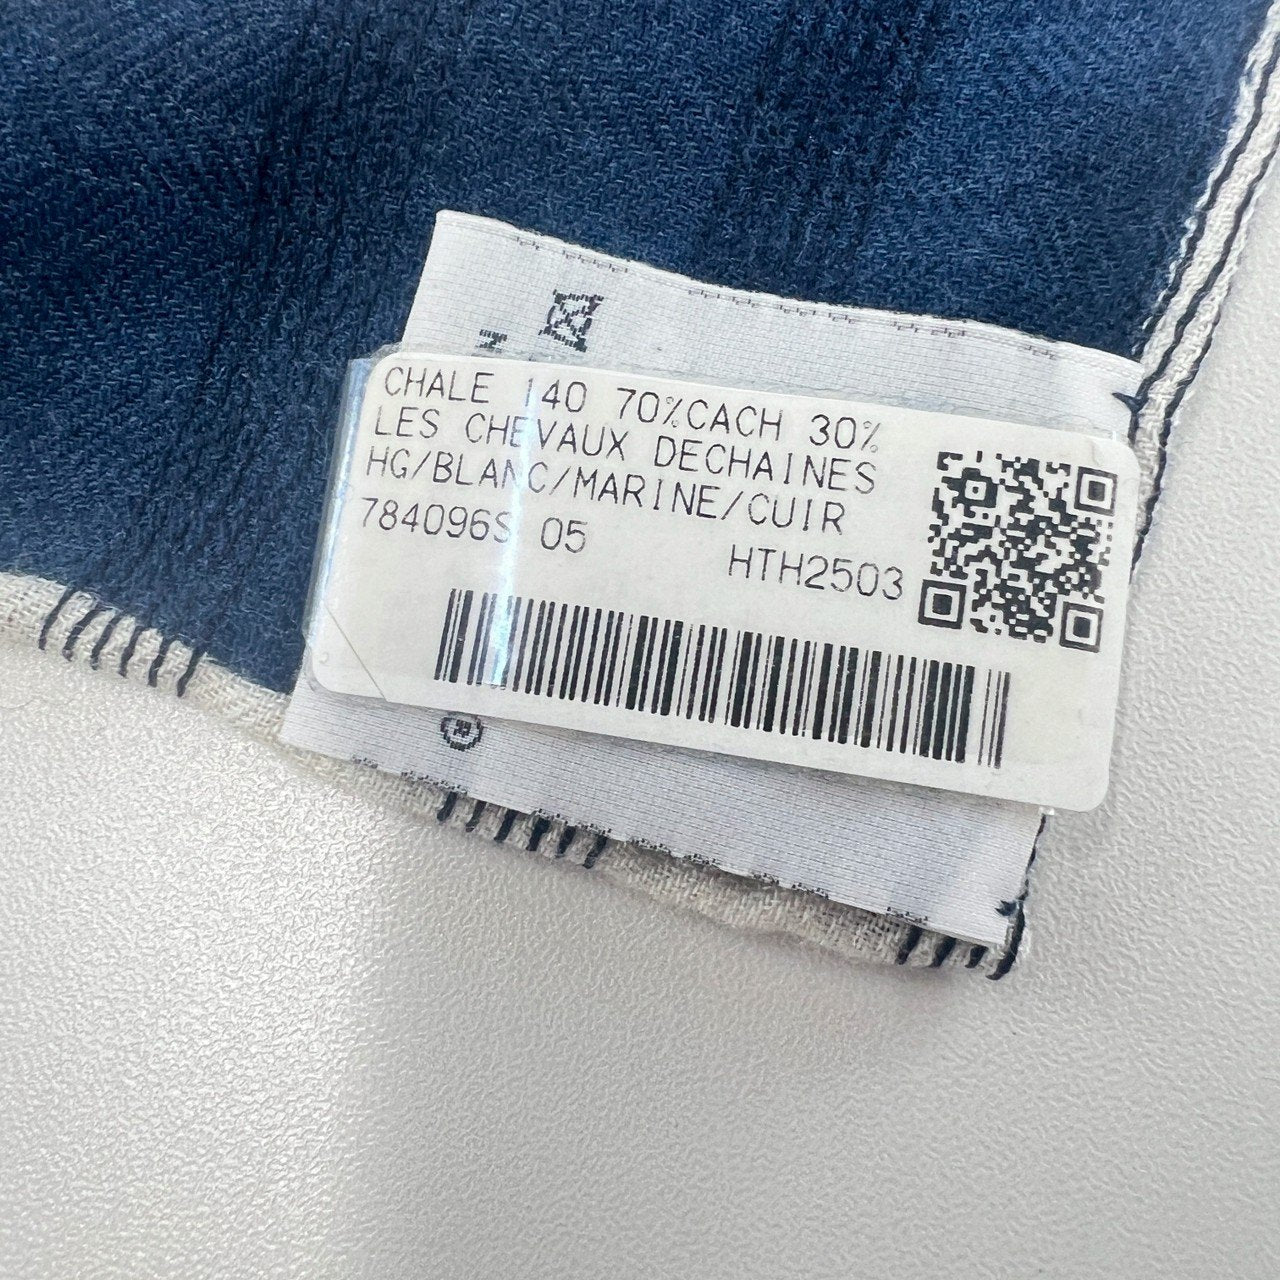 CHALE 140 70%CACH 30%
LES CHEVAUX DECHAINES
HG/BLANC/MARINE/CUIR
784096S 05
HTH2503
®